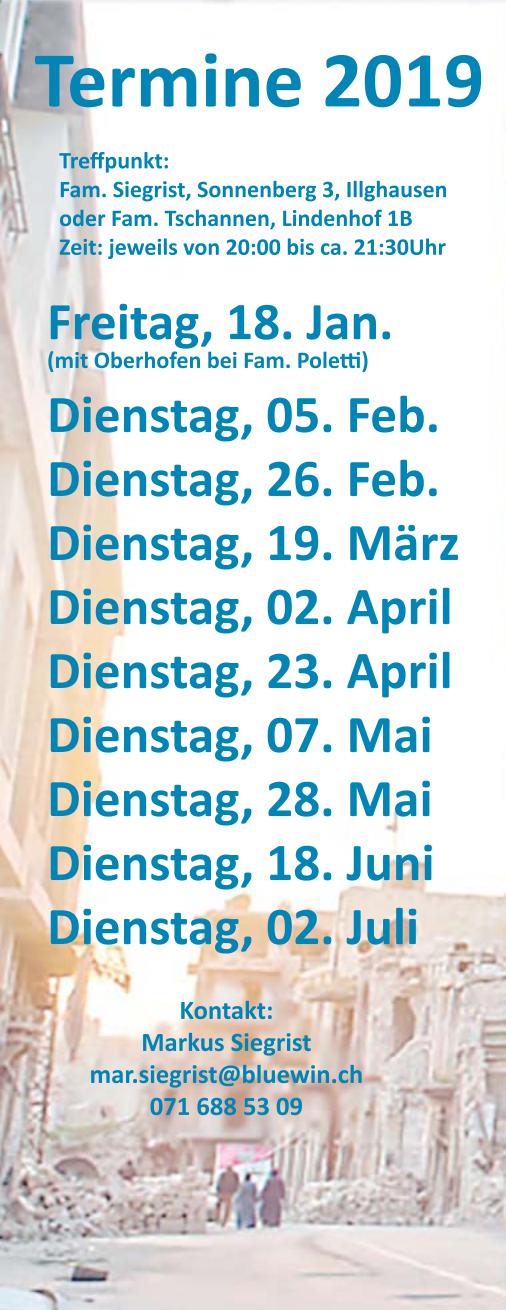 Termine 2019
Treffpunkt:
Fam. Siegrist, Sonnenberg 3, Illghausen
oder Fam. Tschannen, Lindenhof 1B
Zeit: jeweils von 20:00 bis ca. 21:30Uhr
Freitag, 18. Jan.
(mit Oberhofen bei Fam. Poletti)
Dienstag, 05. Feb.
Dienstag, 26. Feb.
Dienstag, 19. März
Dienstag, 02. April
Dienstag, 23. April
Dienstag, 07. Mai
Dienstag, 28. Mai
Dienstag, 18. Juni
Dienstag, 02. Juli
Kontakt:
Markus Siegrist
mar.siegrist@bluewin.ch
071 688 53 09